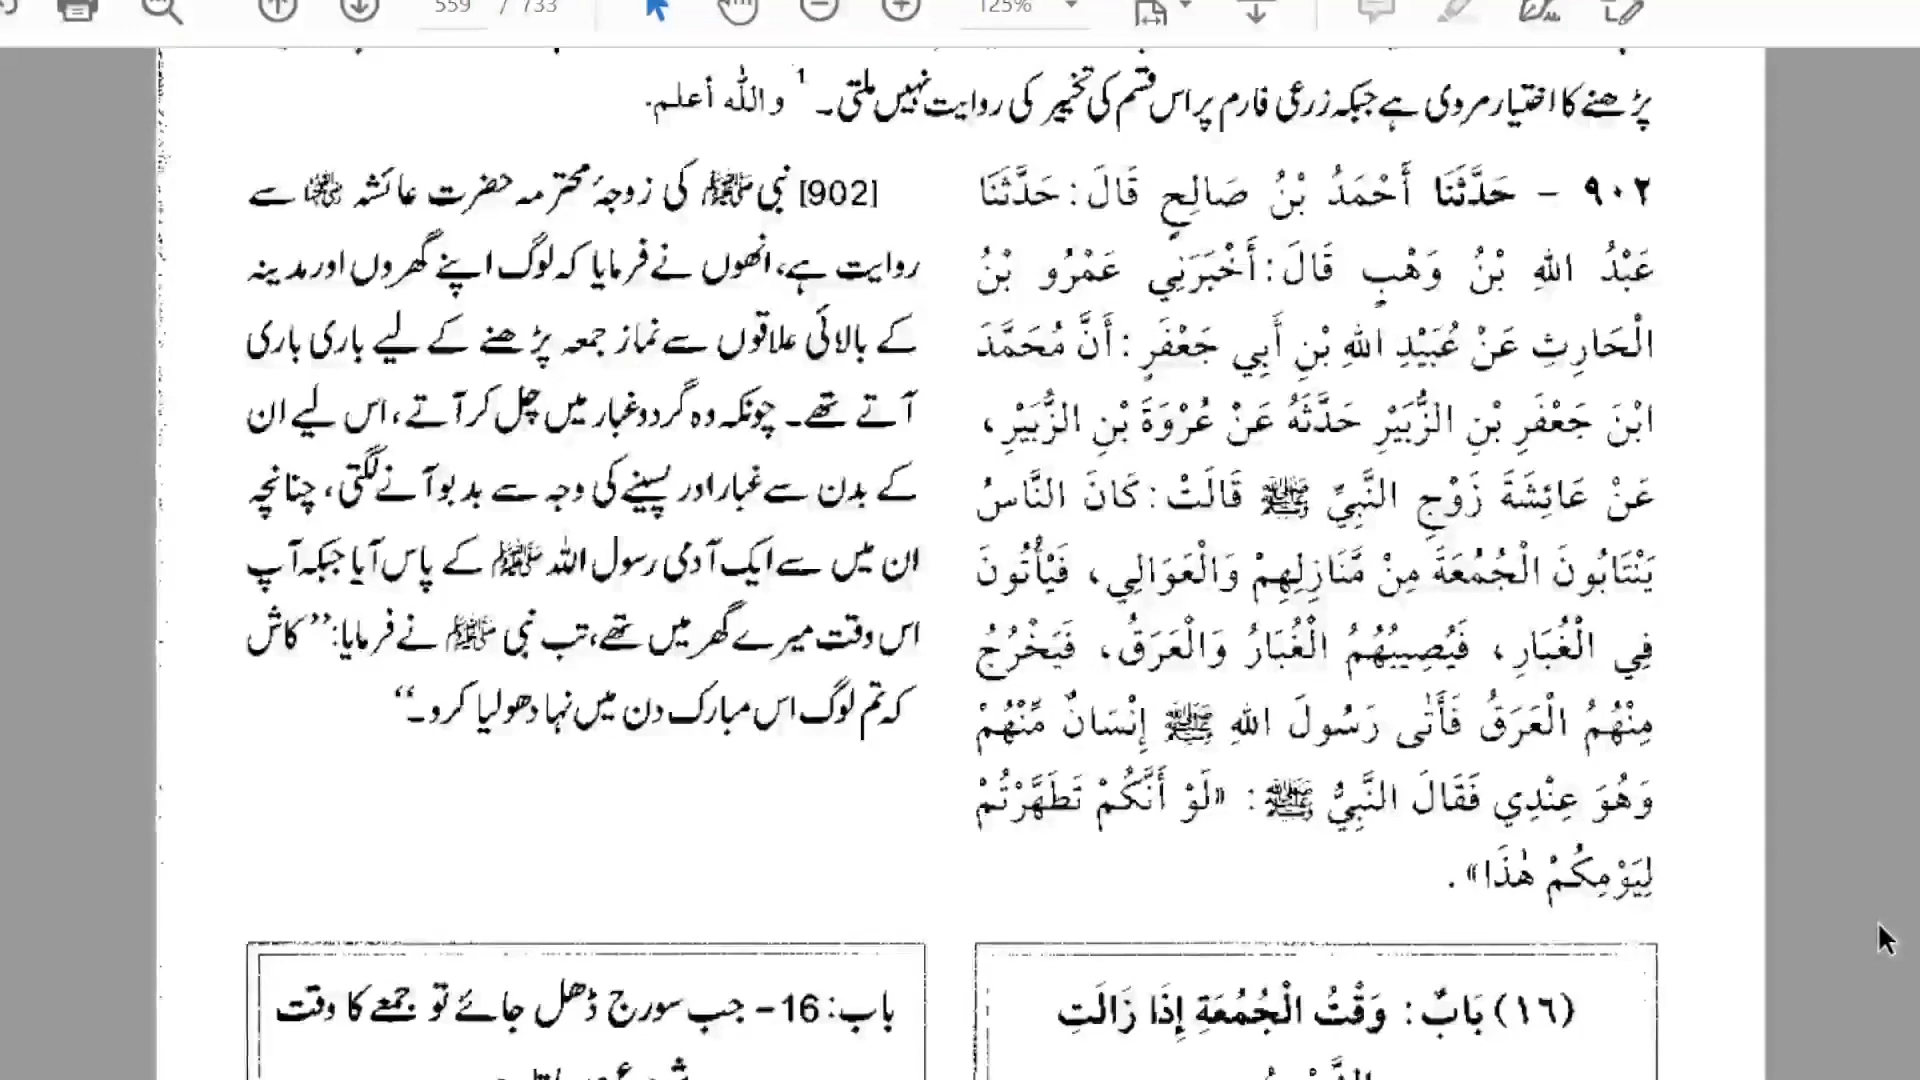 559 / 733
125%
پڑھنے کا اختیار مروی ہے جبکہ زرعی فارم پر اس قسم کی تخییر کی روایت نہیں ملتی۔ 1 والله أعلم.
٩٠٢ - حَدَّثَنَا أَحْمَدُ بْنُ صَالِحٍ قَالَ: حَدَّثَنَا
عَبْدُ اللهِ بْنُ وَهْبٍ قَالَ: أَخْبَرَنِي عَمْرُو بْنُ
الْحَارِثِ عَنْ عُبَيْدِ اللهِ بْنِ أَبِي جَعْفَرٍ: أَنَّ مُحَمَّدَ
ابْنَ جَعْفَرِ بْنِ الزُّبَيْرِ حَدَّثَهُ عَنْ عُرْوَةَ بْنِ الزُّبَيْرِ،
عَنْ عَائِشَةَ زَوْجِ النَّبِيِّ ﷺ قَالَتْ: كَانَ النَّاسُ
يَنْتَابُونَ الْجُمُعَةَ مِنْ مَّنَازِلِهِمْ وَالْعَوَالِي، فَيَأْتُونَ
فِي الْغُبَارِ، فَيُصِيبُهُمُ الْغُبَارُ وَالْعَرَقُ، فَيَخْرُجُ
مِنْهُمُ الْعَرَقُ فَأَتَى رَسُولَ اللهِ ﷺ إِنْسَانٌ مِّنْهُمْ
وَهُوَ عِنْدِي فَقَالَ النَّبِيُّ ﷺ: «لَوْ أَنَّكُمْ تَطَهَّرْتُمْ
لِيَوْمِكُمْ هٰذَا».
[902] نبی ﷺ کی زوجۂ محترمہ حضرت عائشہ ؓ سے
روایت ہے، انھوں نے فرمایا کہ لوگ اپنے گھروں اور مدینہ
کے بالائی علاقوں سے نماز جمعہ پڑھنے کے لیے باری باری
آتے تھے۔ چونکہ وہ گردوغبار میں چل کر آتے، اس لیے ان
کے بدن سے غبار اور پسینے کی وجہ سے بدبو آنے لگتی، چنانچہ
ان میں سے ایک آدمی رسول اللہ ﷺ کے پاس آیا جبکہ آپ
اس وقت میرے گھر میں تھے، تب نبی ﷺ نے فرمایا: ”کاش
کہ تم لوگ اس مبارک دن میں نہا دھو لیا کرو۔“
(١٦) بَابٌ: وَقْتُ الْجُمُعَةِ إِذَا زَالَتِ
باب: 16- جب سورج ڈھل جائے تو جمعے کا وقت